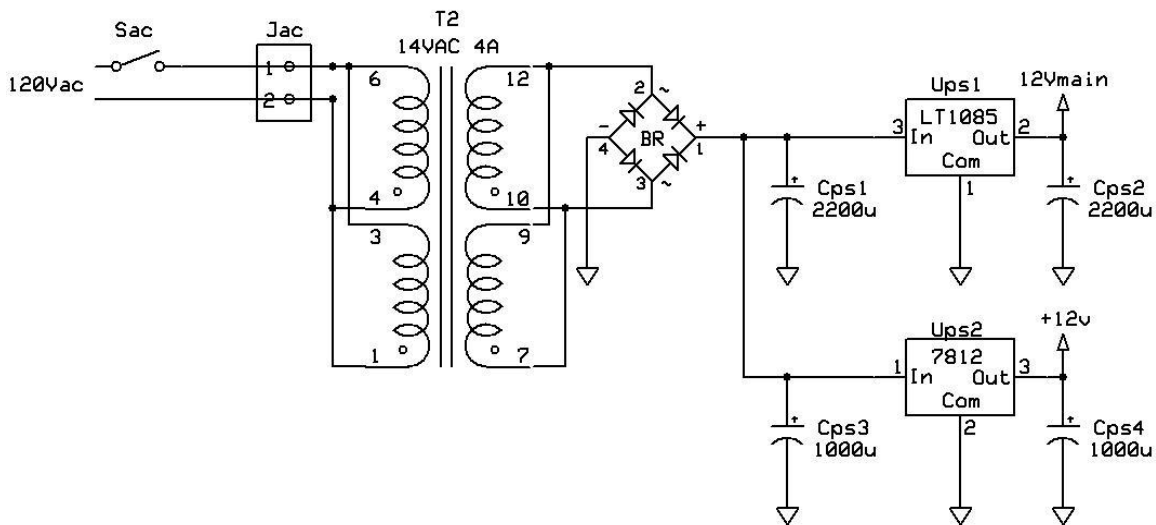 Sac
Jac
T2
14VAC 4A
120Vac
1
2
6
4
3
1
12
10
9
7
2
~
-
4
BR
+
1
3
~
Ups1
LT1085
3
In
Out
2
Com
1
12Vmain
+
Cps1
2200u
+
Cps2
2200u
Ups2
7812
1
In
Out
3
Com
2
+12v
+
Cps3
1000u
+
Cps4
1000u